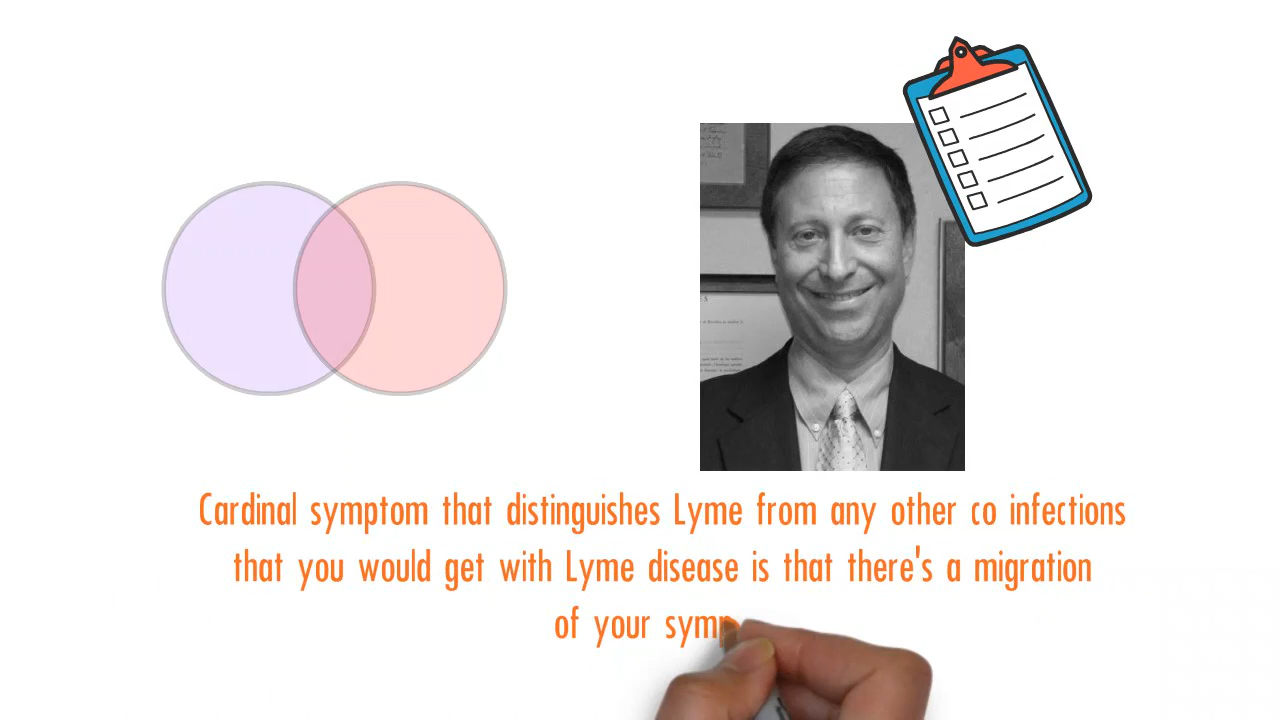 Cardinal symptom that distinguishes Lyme from any other co infections
that you would get with Lyme disease is that there's a migration
of your symp